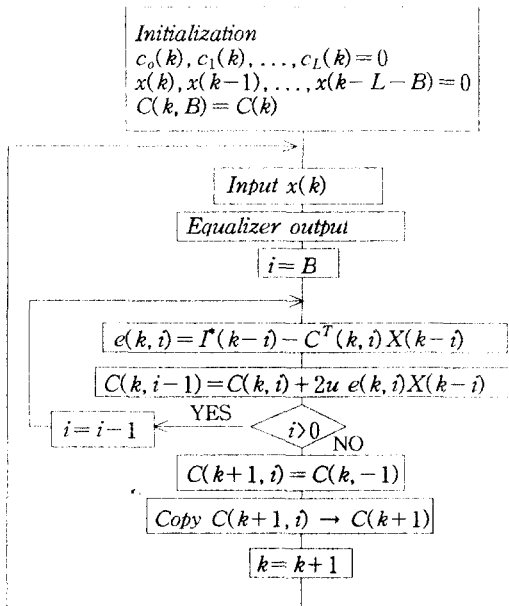 Initialization
c_o(k), c_1(k), ..., c_L(k)=0
x(k), x(k-1), ..., x(k-L-B)=0
C(k, B) = C(k)
Input x(k)
Equalizer output
i=B
e(k, i)=I*(k-i)-C^T(k, i) X(k-i)
C(k, i-1)=C(k, i)+2u e(k, i)X(k-i)
YES
i=i-1
i>0
NO
C(k+1, i)=C(k,-1)
Copy C(k+1, i) → C(k+1)
k=k+1